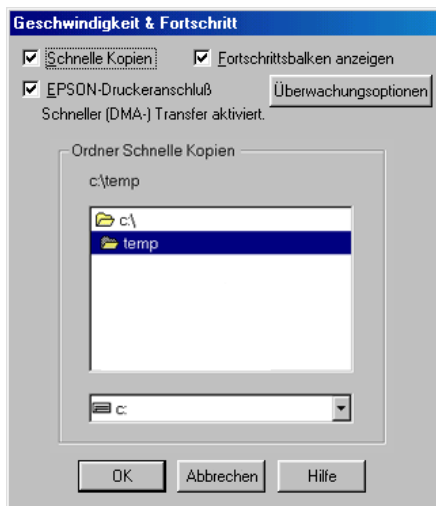 Geschwindigkeit & Fortschritt
Schnelle Kopien
Fortschrittsbalken anzeigen
EPSON-Druckeranschluß
Überwachungsoptionen
Schneller (DMA-) Transfer aktiviert.
Ordner Schnelle Kopien
c:\temp
c:\
temp
c:
OK
Abbrechen
Hilfe